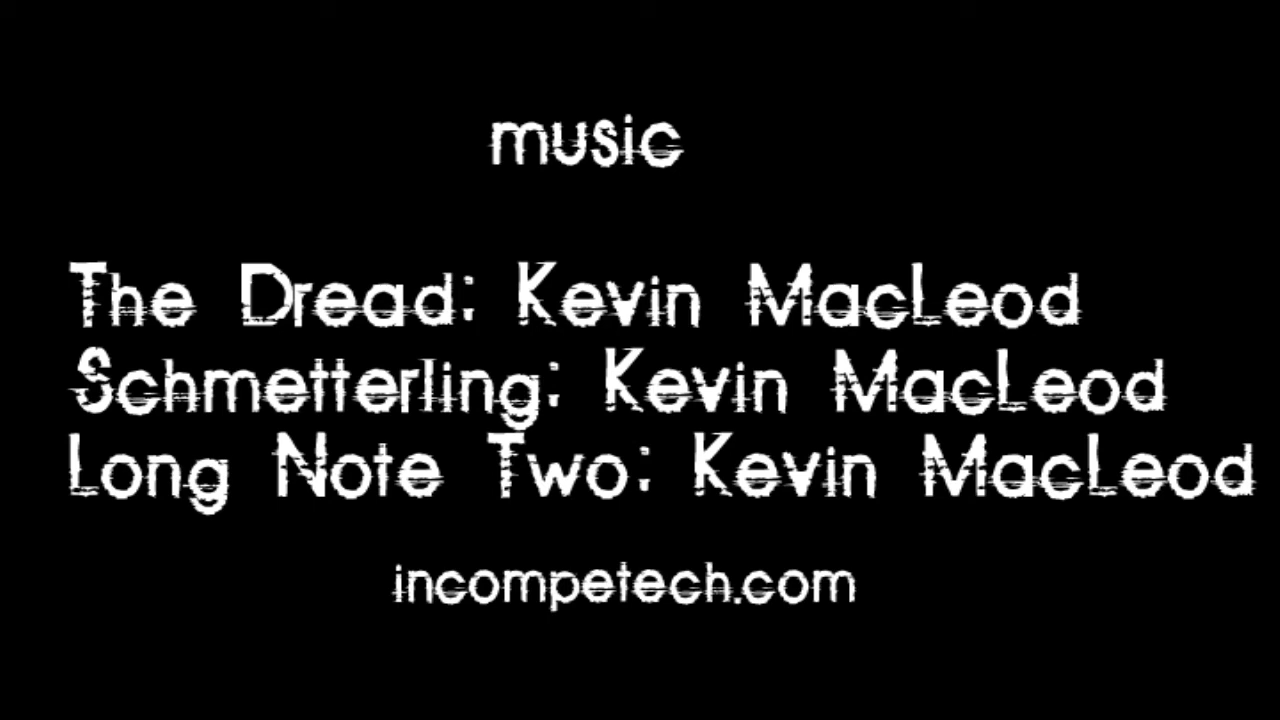 music
The Dread: Kevin MacLeod
Schmetterling: Kevin MacLeod
Long Note Two: Kevin MacLeod
incompetech.com